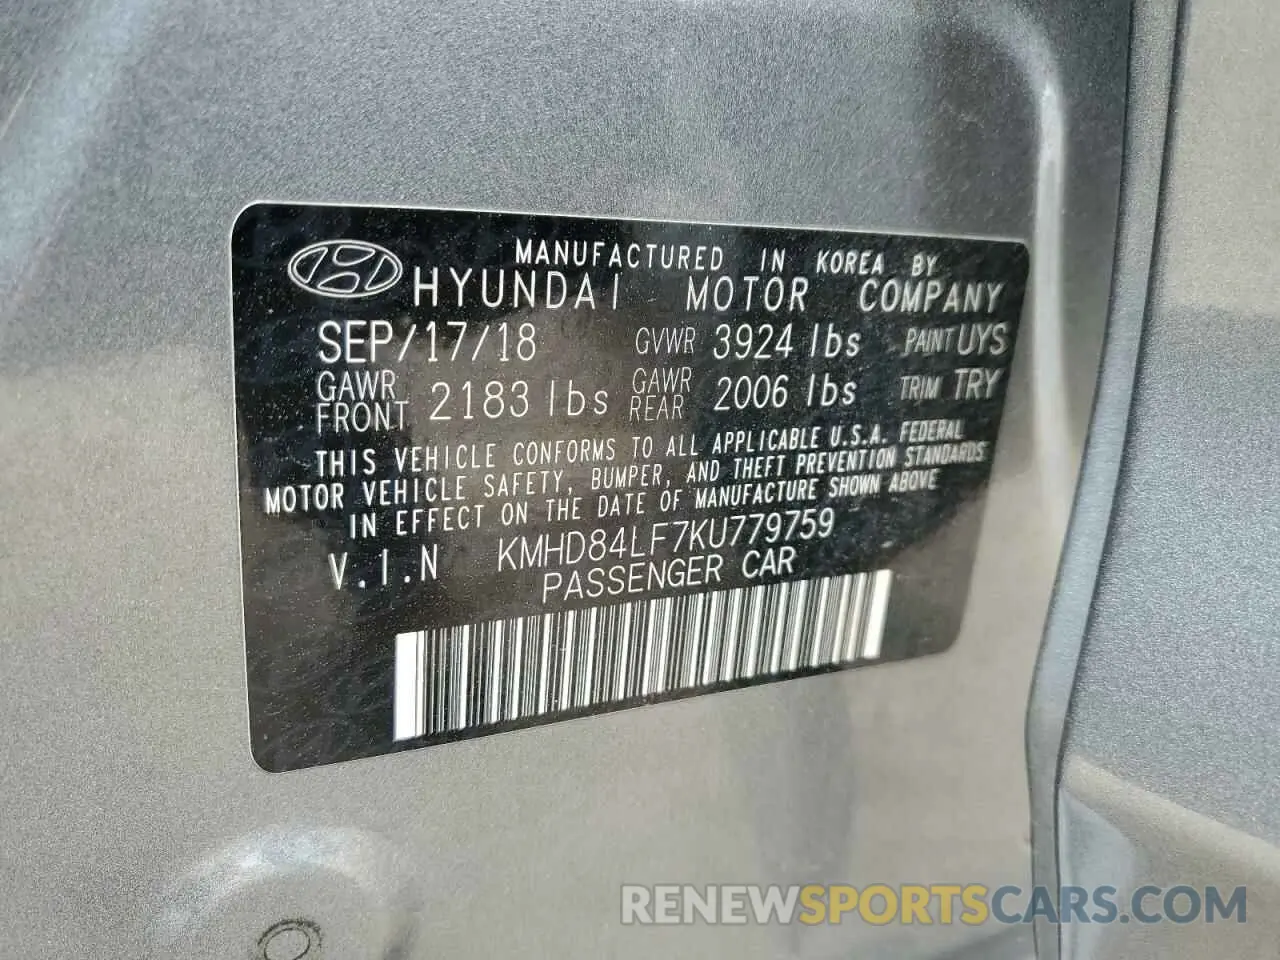 MANUFACTURED IN KOREA BY
HYUNDAI MOTOR COMPANY
SEP/17/18 GVWR 3924 lbs PAINT UYS
GAWR FRONT 2183 lbs GAWR REAR 2006 lbs TRIM TRY
THIS VEHICLE CONFORMS TO ALL APPLICABLE U.S.A. FEDERAL
MOTOR VEHICLE SAFETY, BUMPER, AND THEFT PREVENTION STANDARDS
IN EFFECT ON THE DATE OF MANUFACTURE SHOWN ABOVE
V.I.N KMHD84LF7KU779759
PASSENGER CAR
RENEWSPORTSCARS.COM